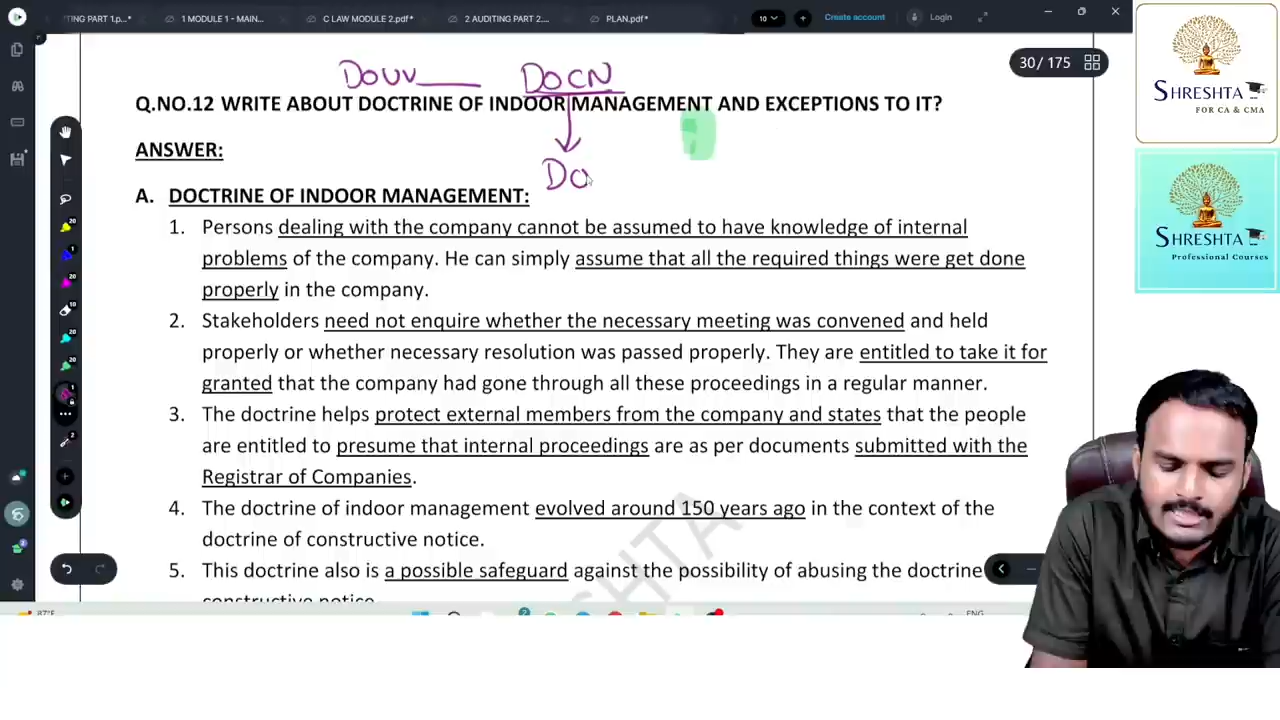 TING PART 1.p...* 1 MODULE 1 - MAIN... C LAW MODULE 2.pdf* 2 AUDITING PART 2.... PLAN.pdf* 10 Create account Login
30/175
DOUV DOCN
Q.NO.12 WRITE ABOUT DOCTRINE OF INDOOR MANAGEMENT AND EXCEPTIONS TO IT?
ANSWER:
DO
A. DOCTRINE OF INDOOR MANAGEMENT:
1. Persons dealing with the company cannot be assumed to have knowledge of internal
problems of the company. He can simply assume that all the required things were get done
properly in the company.
2. Stakeholders need not enquire whether the necessary meeting was convened and held
properly or whether necessary resolution was passed properly. They are entitled to take it for
granted that the company had gone through all these proceedings in a regular manner.
3. The doctrine helps protect external members from the company and states that the people
are entitled to presume that internal proceedings are as per documents submitted with the
Registrar of Companies.
4. The doctrine of indoor management evolved around 150 years ago in the context of the
doctrine of constructive notice.
5. This doctrine also is a possible safeguard against the possibility of abusing the doctrine
constructive notice.
87°F
ENG
SHRESHTA
FOR CA & CMA
SHRESHTA
Professional Courses